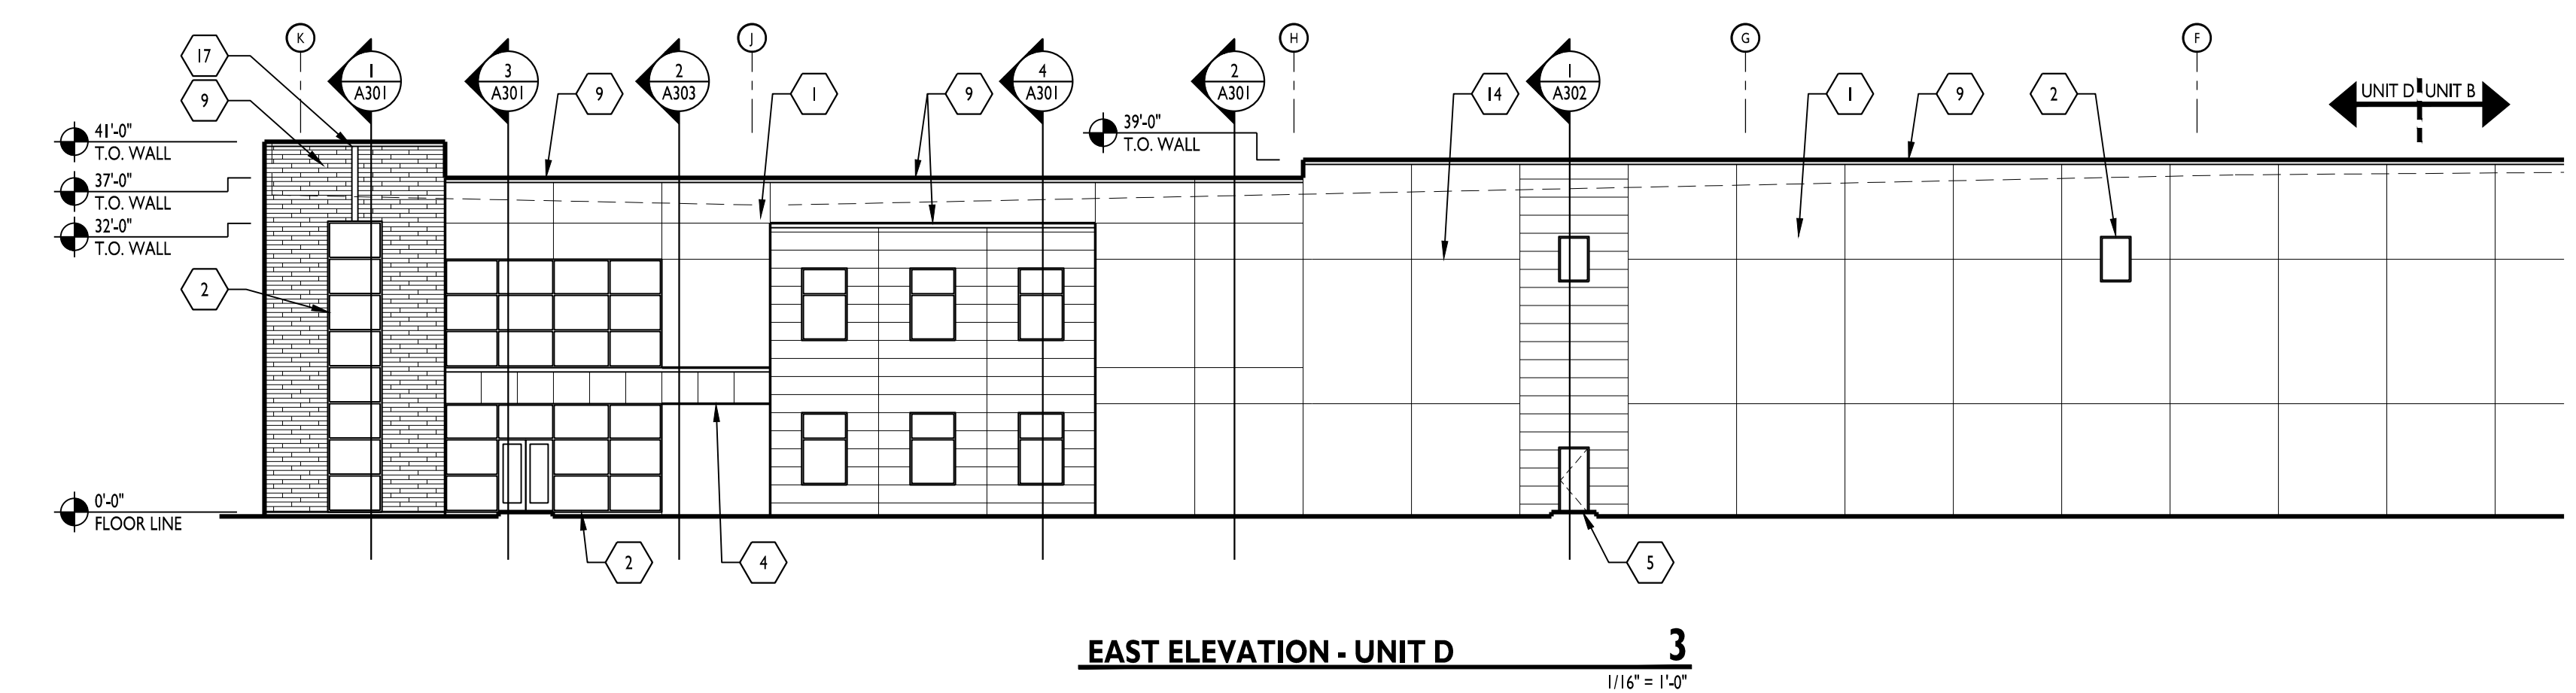 K
J
H
G
F
17
9
1
A301
3
A301
2
A303
9
1
9
4
A301
2
A301
14
1
A302
1
9
2
UNIT D UNIT B
41'-0"
T.O. WALL
39'-0"
T.O. WALL
37'-0"
T.O. WALL
32'-0"
T.O. WALL
2
0'-0"
FLOOR LINE
2
4
5
EAST ELEVATION - UNIT D 3
1/16" = 1'-0"